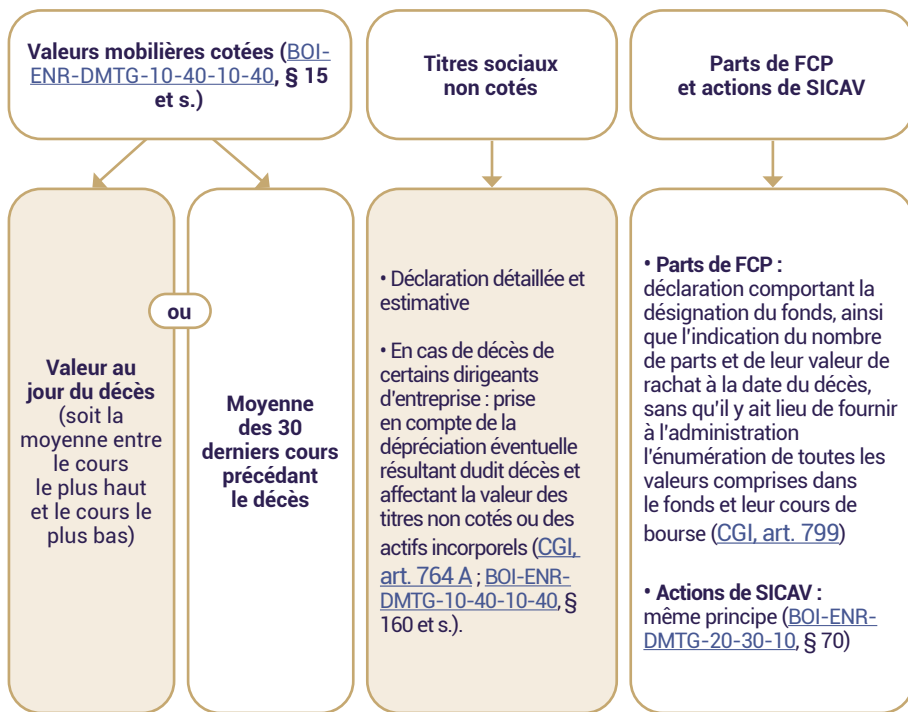 Valeurs mobilières cotées (BOI-
ENR-DMTG-10-40-10-40, § 15
et s.)
Titres sociaux
non cotés
Parts de FCP
et actions de SICAV
Valeur au
jour du décès
(soit la
moyenne entre
le cours
le plus haut
et le cours le
plus bas)
ou
Moyenne
des 30
derniers cours
précédant
le décès
• Déclaration détaillée et
estimative
• En cas de décès de
certains dirigeants
d'entreprise : prise
en compte de la
dépréciation éventuelle
résultant dudit décès et
affectant la valeur des
titres non cotés ou des
actifs incorporels (CGI,
art. 764 A ; BOI-ENR-
DMTG-10-40-10-40, §
160 et s.).
• Parts de FCP :
déclaration comportant la
désignation du fonds, ainsi
que l'indication du nombre
de parts et de leur valeur de
rachat à la date du décès,
sans qu'il y ait lieu de fournir
à l'administration
l'énumération de toutes les
valeurs comprises dans
le fonds et leur cours de
bourse (CGI, art. 799)
• Actions de SICAV :
même principe (BOI-ENR-
DMTG-20-30-10, § 70)